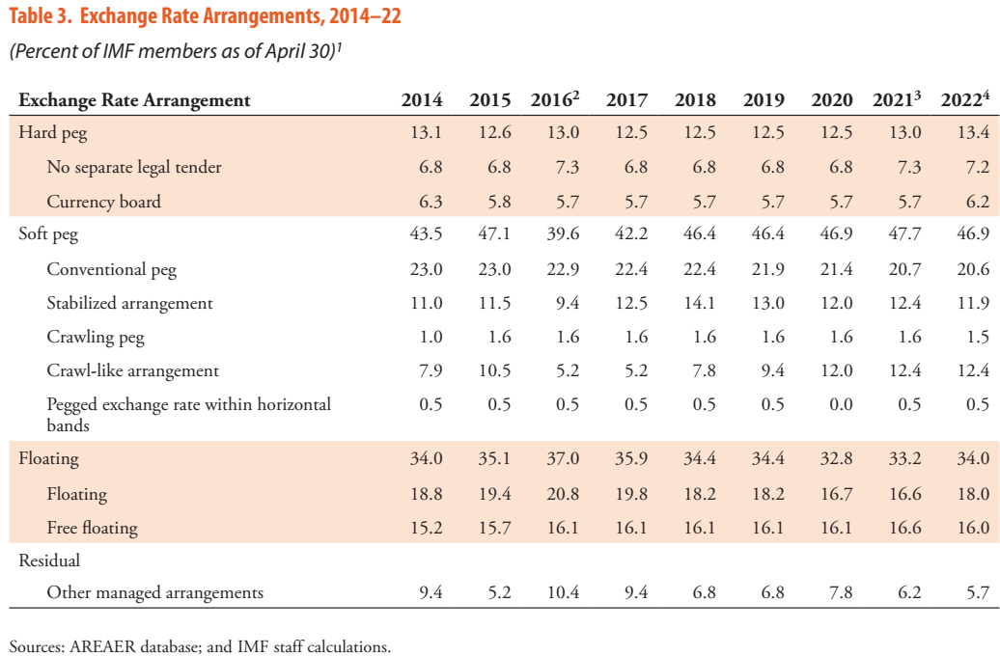 Table 3. Exchange Rate Arrangements, 2014–22
(Percent of IMF members as of April 30)1
Exchange Rate Arrangement 2014 2015 20162 2017 2018 2019 2020 20213 20224
Hard peg 13.1 12.6 13.0 12.5 12.5 12.5 12.5 13.0 13.4
No separate legal tender 6.8 6.8 7.3 6.8 6.8 6.8 6.8 7.3 7.2
Currency board 6.3 5.8 5.7 5.7 5.7 5.7 5.7 5.7 6.2
Soft peg 43.5 47.1 39.6 42.2 46.4 46.4 46.9 47.7 46.9
Conventional peg 23.0 23.0 22.9 22.4 22.4 21.9 21.4 20.7 20.6
Stabilized arrangement 11.0 11.5 9.4 12.5 14.1 13.0 12.0 12.4 11.9
Crawling peg 1.0 1.6 1.6 1.6 1.6 1.6 1.6 1.6 1.5
Crawl-like arrangement 7.9 10.5 5.2 5.2 7.8 9.4 12.0 12.4 12.4
Pegged exchange rate within horizontal 0.5 0.5 0.5 0.5 0.5 0.5 0.0 0.5 0.5
bands
Floating 34.0 35.1 37.0 35.9 34.4 34.4 32.8 33.2 34.0
Floating 18.8 19.4 20.8 19.8 18.2 18.2 16.7 16.6 18.0
Free floating 15.2 15.7 16.1 16.1 16.1 16.1 16.1 16.6 16.0
Residual
Other managed arrangements 9.4 5.2 10.4 9.4 6.8 6.8 7.8 6.2 5.7
Sources: AREAER database; and IMF staff calculations.